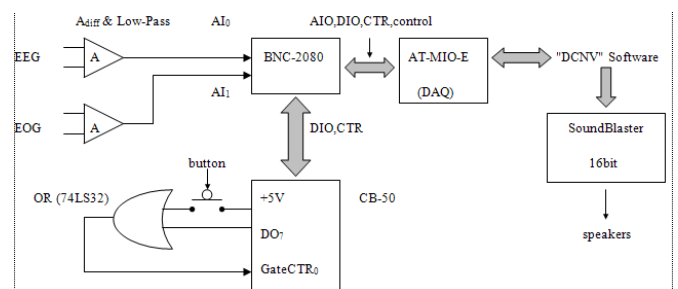 A_diff & Low-Pass AI₀ AIO,DIO,CTR,control
EEG A BNC-2080 AT-MIO-E "DCNV" Software
(DAQ)
AI₁
EOG A DIO,CTR SoundBlaster
16bit
button
OR (74LS32) +5V CB-50
DO₇ speakers
GateCTR₀